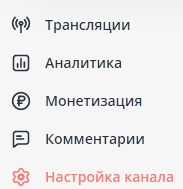 Трансляции
Аналитика
Монетизация
Комментарии
Настройка канала